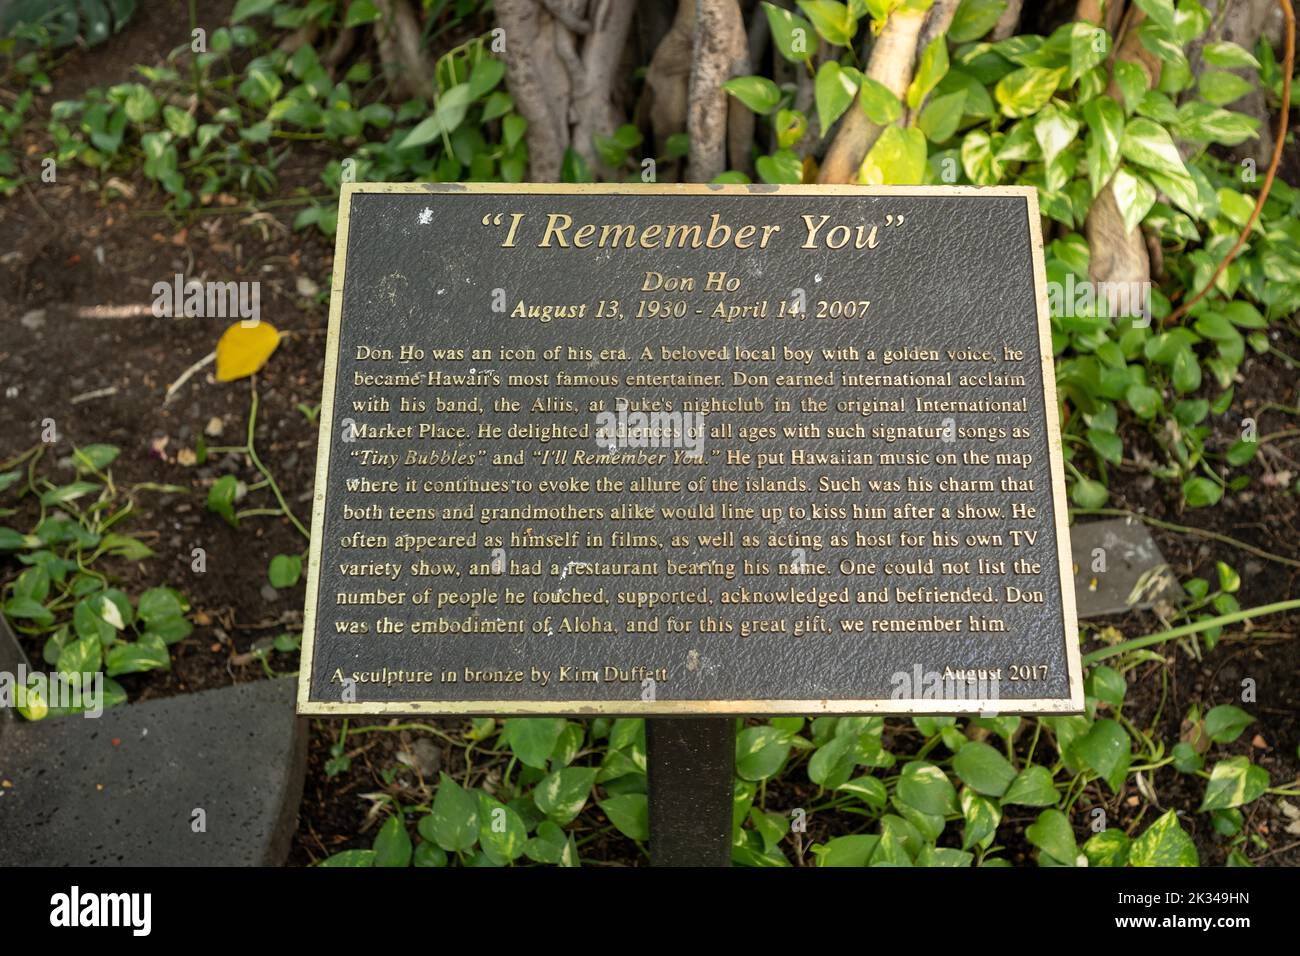 “I Remember You”
Don Ho
August 13, 1930 - April 14, 2007
Don Ho was an icon of his era. A beloved local boy with a golden voice, he
became Hawaii's most famous entertainer. Don earned international acclaim
with his band, the Aliis, at Duke's nightclub in the original International
Market Place. He delighted audiences of all ages with such signature songs as
“Tiny Bubbles” and “I'll Remember You.” He put Hawaiian music on the map
where it continues to evoke the allure of the islands. Such was his charm that
both teens and grandmothers alike would line up to kiss him after a show. He
often appeared as himself in films, as well as acting as host for his own TV
variety show, and had a restaurant bearing his name. One could not list the
number of people he touched, supported, acknowledged and befriended. Don
was the embodiment of Aloha, and for this great gift, we remember him.
A sculpture in bronze by Kim Duffett
August 2017
alamy
Image ID: 2K349HN
www.alamy.com